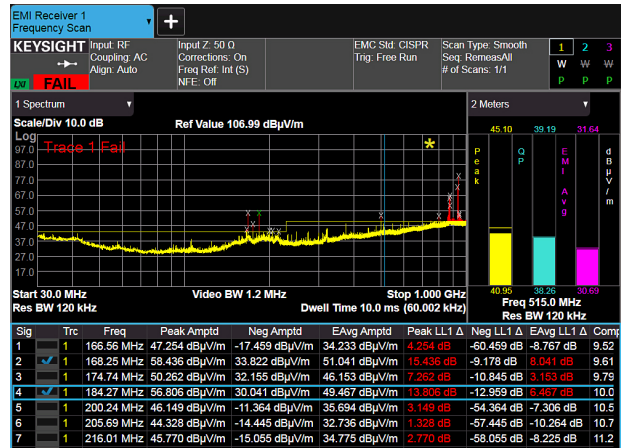 EMI Receiver 1
Frequency Scan
KEYSIGHT
Input: RF
Coupling: AC
Align: Auto
Input Z: 50 Ω
Corrections: On
Freq Ref: Int (S)
NFE: Off
EMC Std: CISPR
Trig: Free Run
Scan Type: Smooth
Seq: RemeasAll
# of Scans: 1/1
1 2 3
W W W
P P P
LXI FAIL
1 Spectrum
2 Meters
Scale/Div 10.0 dB
Ref Value 106.99 dBµV/m
Log
Trace 1 Fail
97.0
87.0
77.0
67.0
57.0
47.0
37.0
27.0
17.0
Start 30.0 MHz
Video BW 1.2 MHz
Stop 1.000 GHz
Res BW 120 kHz
Dwell Time 10.0 ms (60.002 kHz)
45.10 39.19 31.64
Peak
QP
EMI Avg
dBµV/m
40.95 38.26 30.69
Freq 515.0 MHz
Res BW 120 kHz
Sig Trc Freq Peak Amptd Neg Amptd EAvg Amptd Peak LL1 Δ Neg LL1 Δ EAvg LL1 Δ Comp
1 1 166.56 MHz 47.254 dBµV/m -17.459 dBµV/m 34.233 dBµV/m 4.254 dB -60.459 dB -8.767 dB 9.52
2 1 168.25 MHz 58.436 dBµV/m 33.822 dBµV/m 51.041 dBµV/m 15.436 dB -9.178 dB 8.041 dB 9.61
3 1 174.74 MHz 50.262 dBµV/m 32.155 dBµV/m 46.153 dBµV/m 7.262 dB -10.845 dB 3.153 dB 9.79
4 1 184.27 MHz 56.806 dBµV/m 30.041 dBµV/m 49.467 dBµV/m 13.806 dB -12.959 dB 6.467 dB 10.0
5 1 200.24 MHz 46.149 dBµV/m -11.364 dBµV/m 35.694 dBµV/m 3.149 dB -54.364 dB -7.306 dB 10.5
6 1 205.69 MHz 44.328 dBµV/m -14.445 dBµV/m 32.736 dBµV/m 1.328 dB -57.445 dB -10.264 dB 10.7
7 1 216.01 MHz 45.770 dBµV/m -15.055 dBµV/m 34.775 dBµV/m 2.770 dB -58.055 dB -8.225 dB 11.2